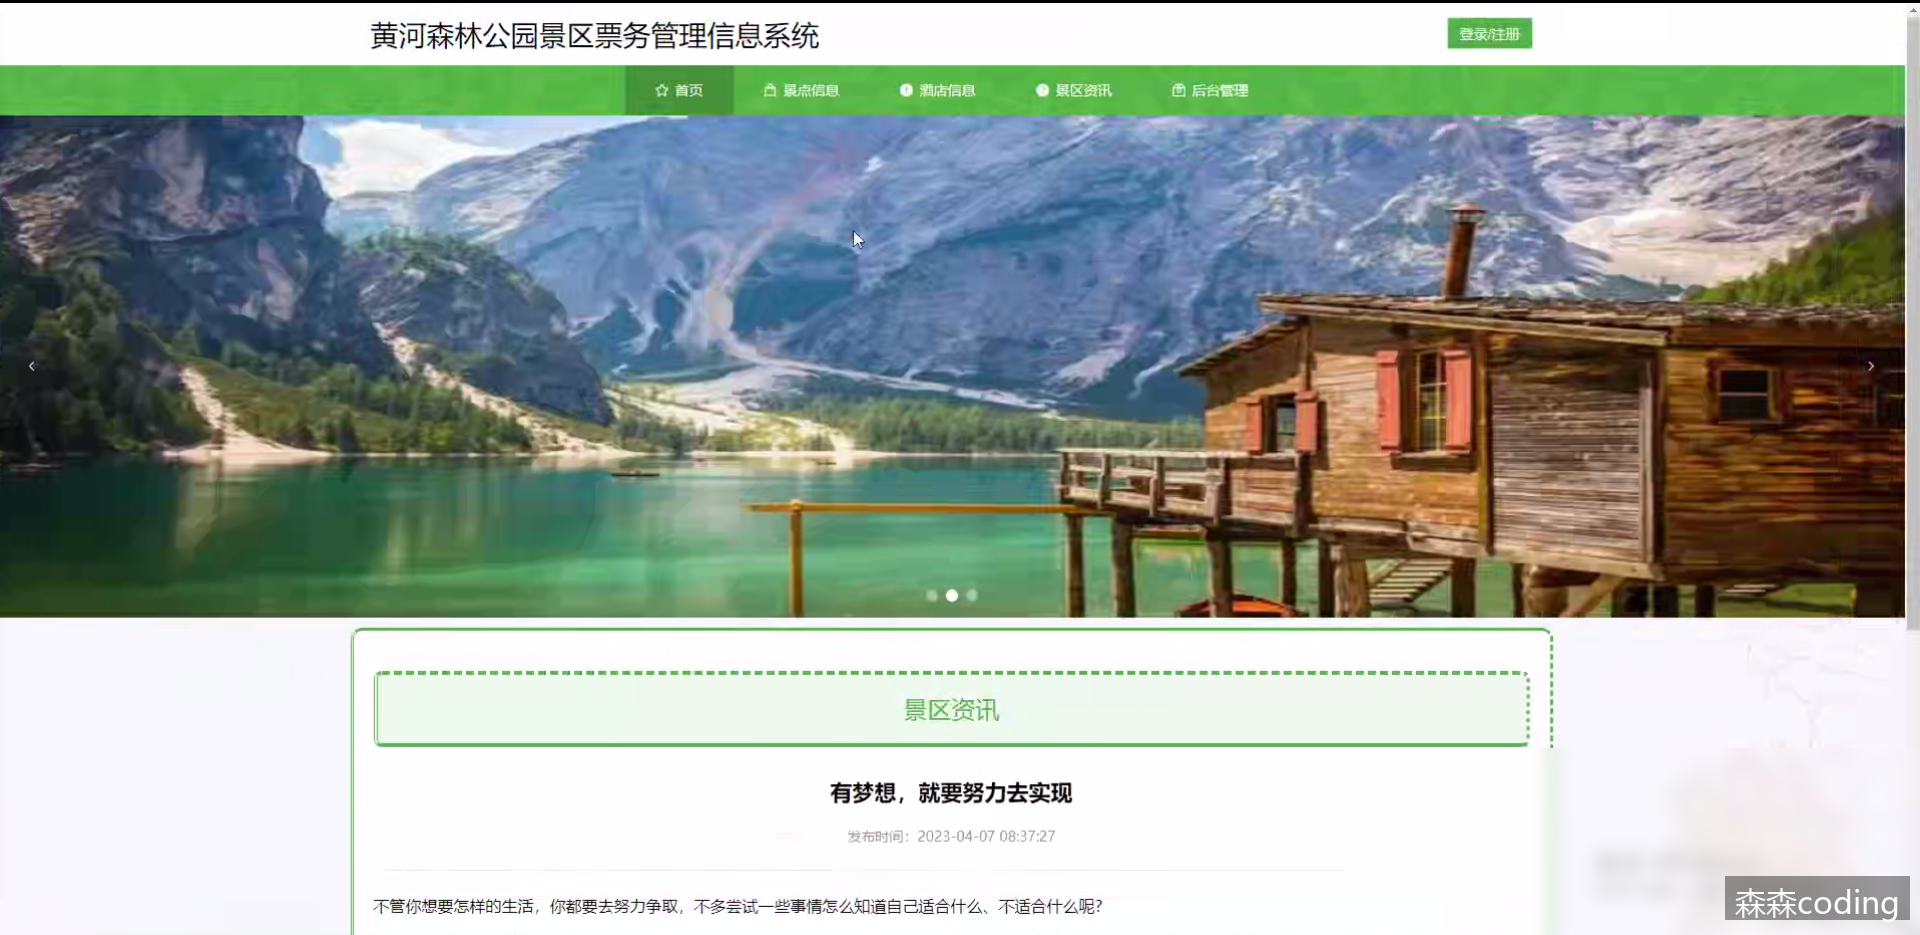 黄河森林公园景区票务管理信息系统
登录/注册
首页
景点信息
酒店信息
景区资讯
后台管理
景区资讯
有梦想，就要努力去实现
发布时间：2023-04-07 08:37:27
不管你想要怎样的生活，你都要去努力争取，不多尝试一些事情怎么知道自己适合什么、不适合什么呢?
森森coding